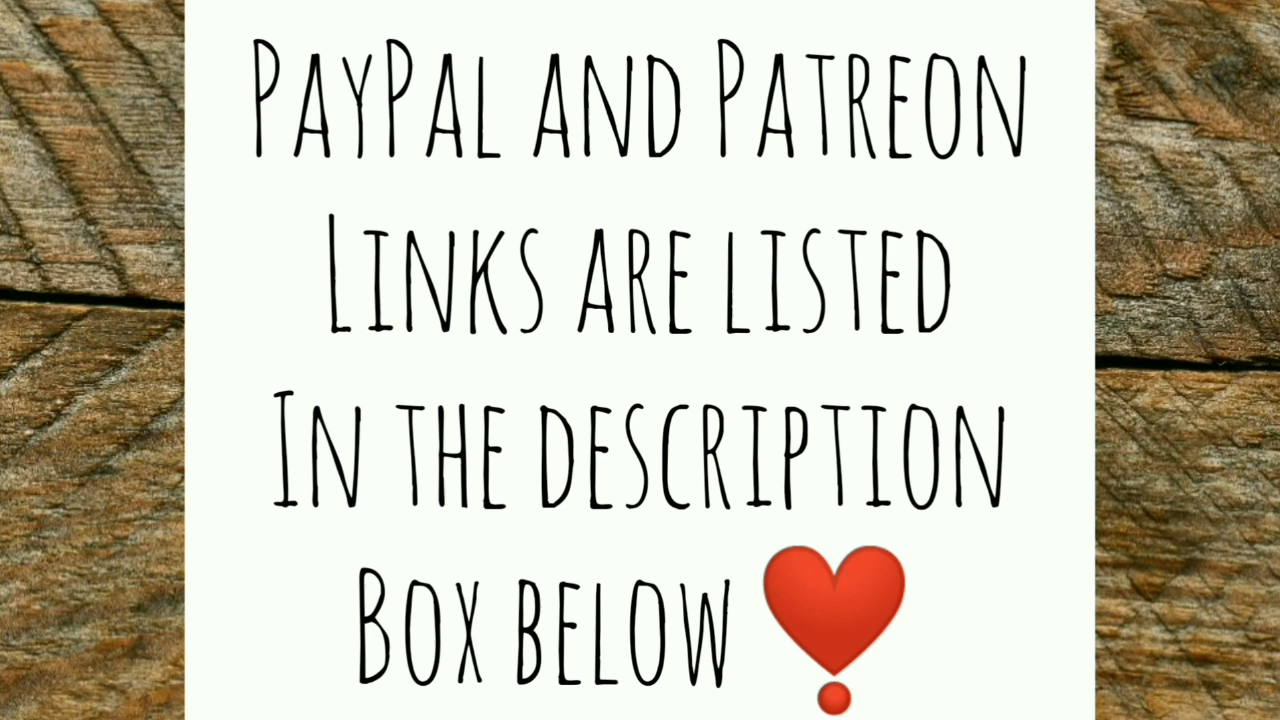 PayPal and Patreon
Links are listed
In the description
Box below ❣